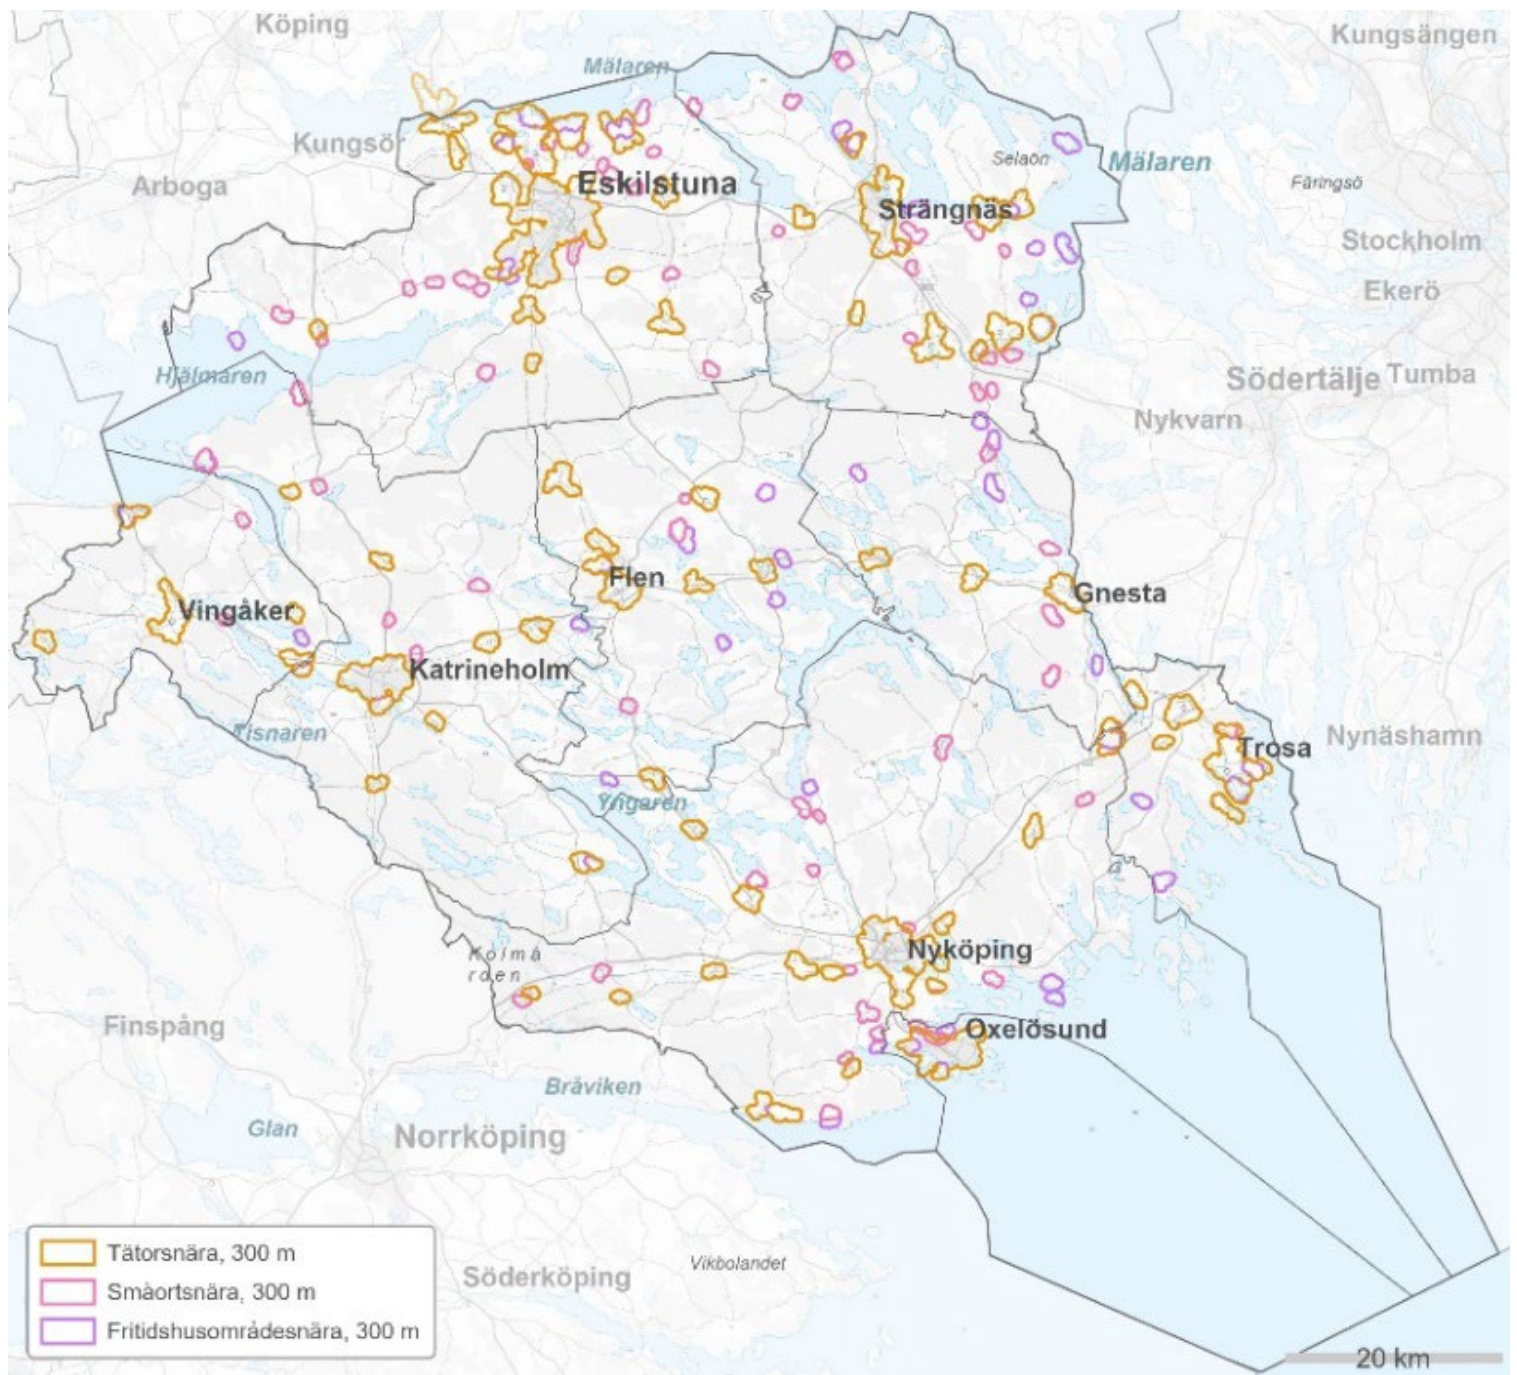 Köping
Kungsängen
Mälaren
Kungsör
Selaön
Mälaren
Arboga
Eskilstuna
Färingsö
Strängnäs
Stockholm
Ekerö
Hjälmaren
Södertälje
Tumba
Nykvarn
Flen
Gnesta
Vingåker
Katrineholm
Tisnaren
Trosa
Nynäshamn
Yngaren
Kolmå
rden
Nyköping
Finspång
Oxelösund
Bråviken
Glan
Norrköping
Tätorsnära, 300 m
Småortsnära, 300 m
Fritidshusområdesnära, 300 m
Söderköping
Vikbolandet
20 km